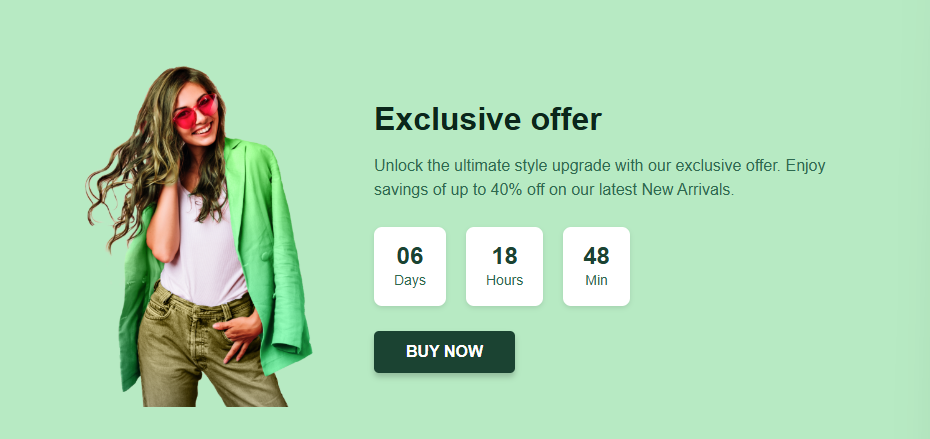 Exclusive offer
Unlock the ultimate style upgrade with our exclusive offer. Enjoy
savings of up to 40% off on our latest New Arrivals.
06 18 48
Days Hours Min
BUY NOW